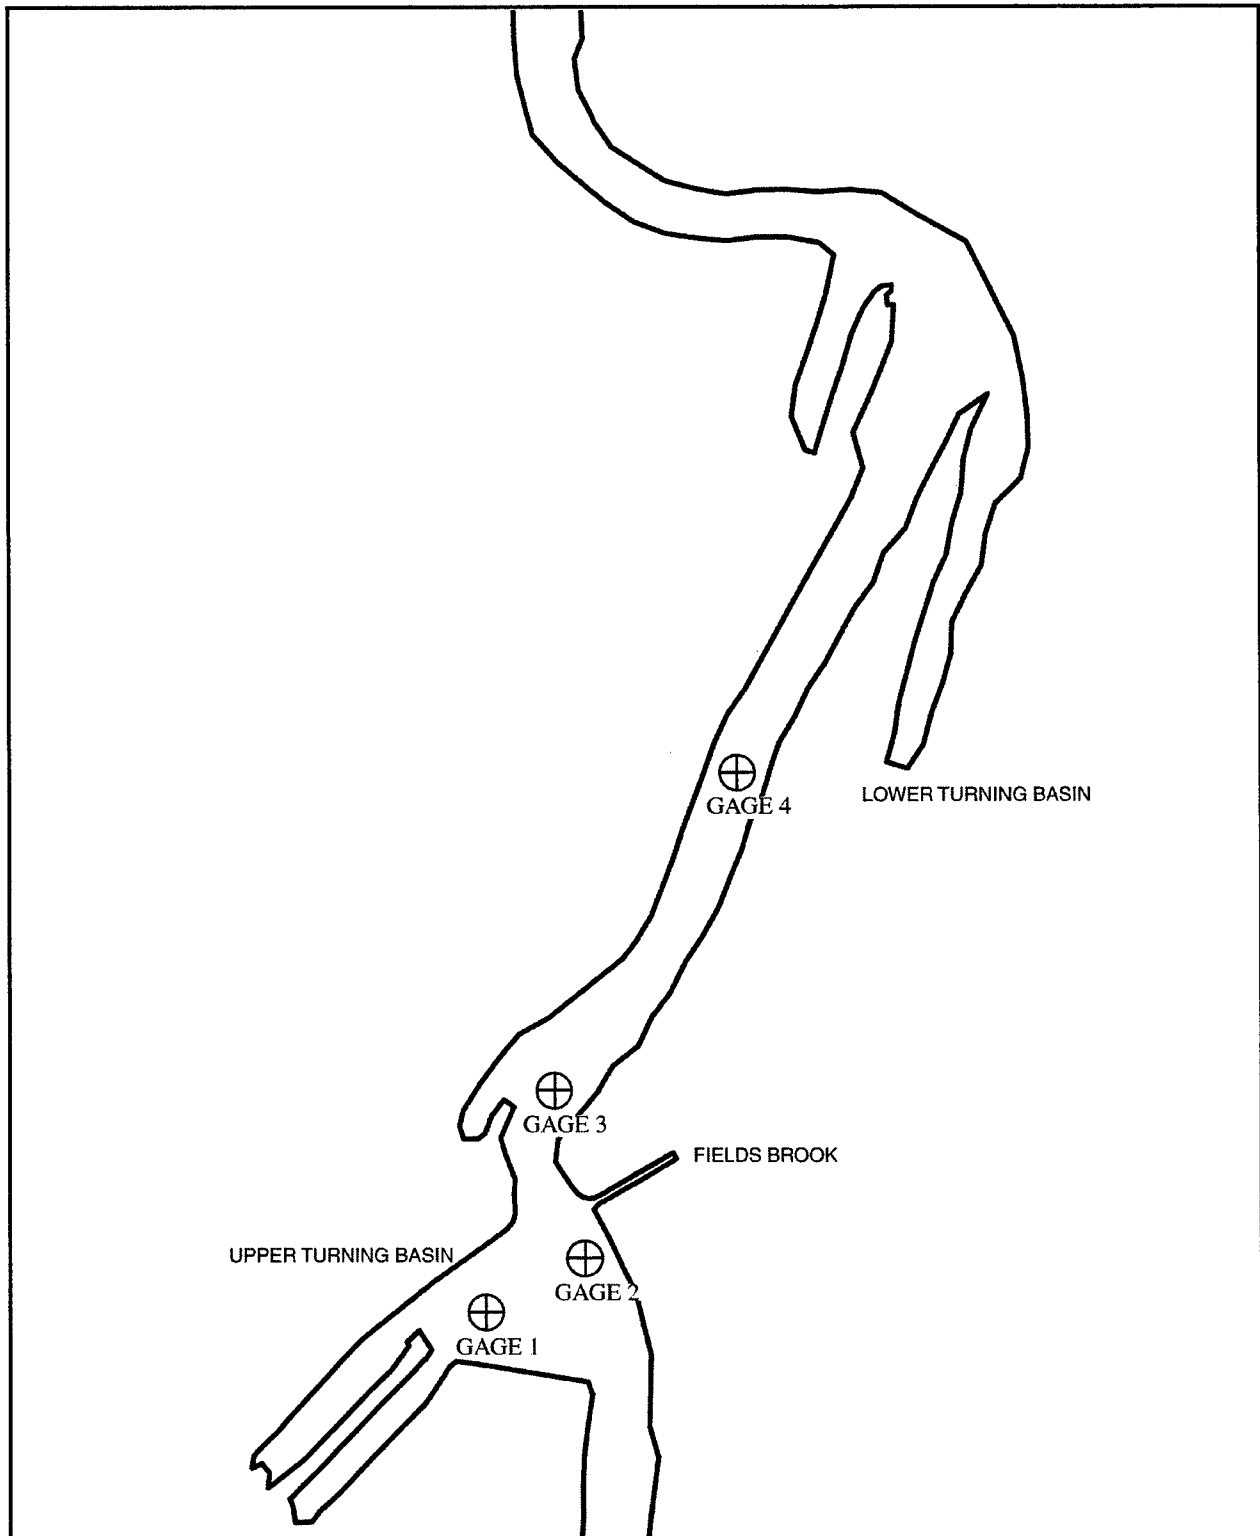 GAGE 4
LOWER TURNING BASIN
GAGE 3
FIELDS BROOK
UPPER TURNING BASIN
GAGE 2
GAGE 1